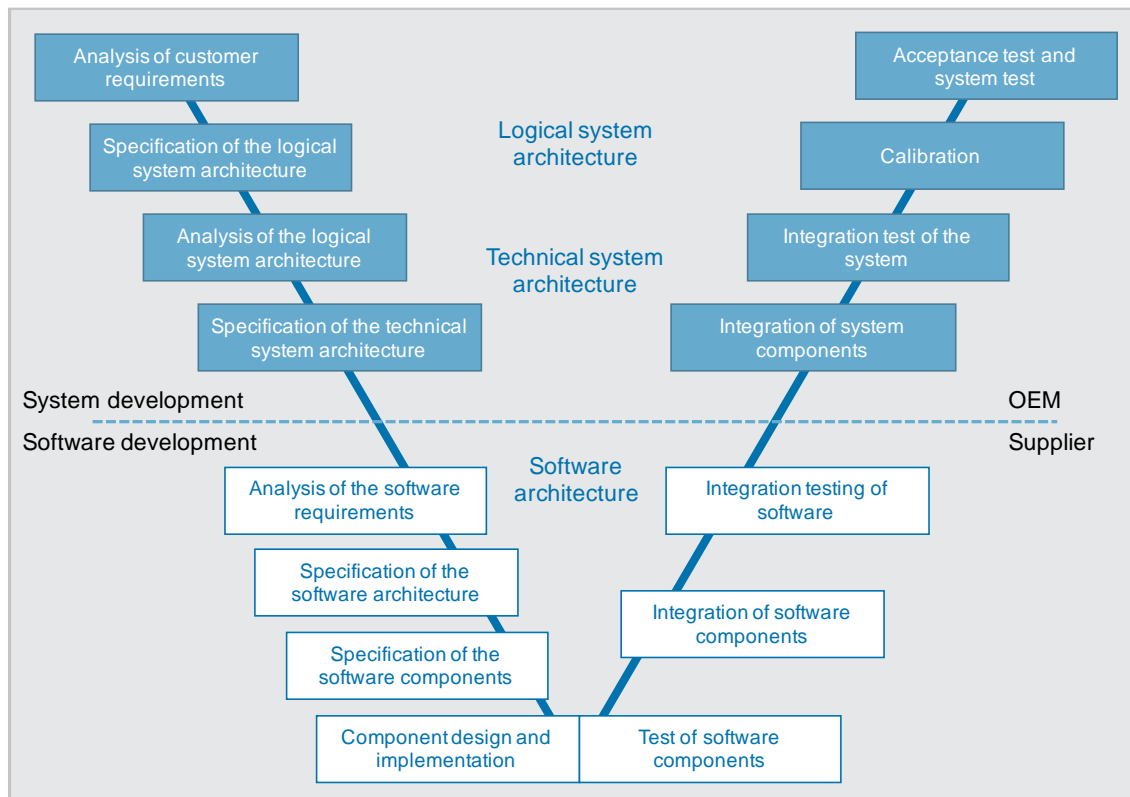 Analysis of customer
requirements
Acceptance test and
system test
Logical system
architecture
Specification of the logical
system architecture
Calibration
Analysis of the logical
system architecture
Technical system
architecture
Integration test of the
system
Specification of the technical
system architecture
Integration of system
components
System development
OEM
Software development
Supplier
Software
architecture
Analysis of the software
requirements
Integration testing of
software
Specification of the
software architecture
Integration of software
components
Specification of the
software components
Component design and
implementation
Test of software
components